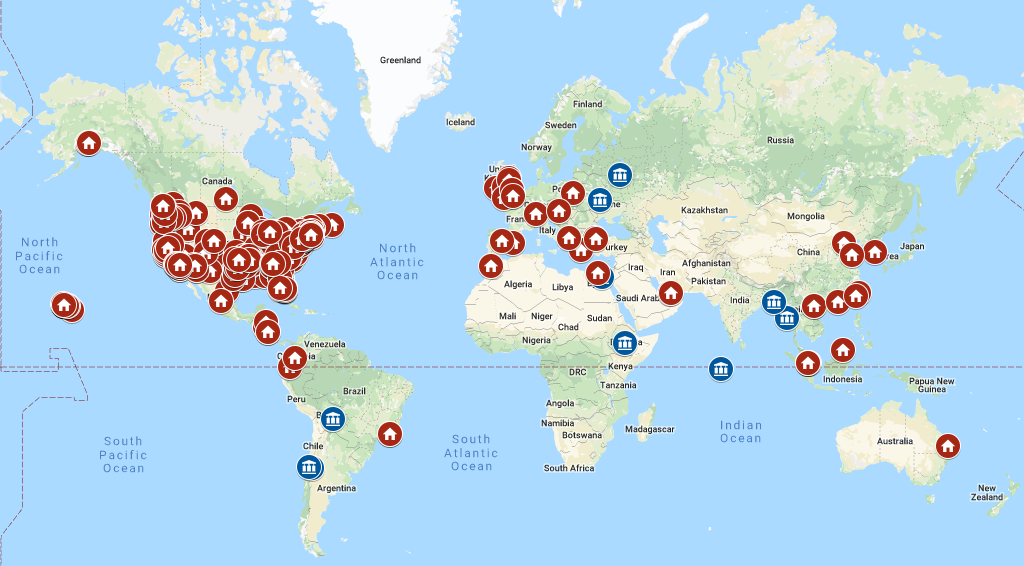 Greenland
Iceland
Finland
Sweden
Norway
Russia
Canada
Kazakhstan
Mongolia
North
Pacific
Ocean
North
Atlantic
Ocean
Italy
Turkey
China
Japan
Afghanistan
Iraq
Iran
Pakistan
Algeria
Libya
India
Mali
Niger
Sudan
Chad
Nigeria
Venezuela
DRC
Kenya
Tanzania
Indonesia
Papua New
Guinea
Peru
Brazil
Angola
Namibia
Botswana
Madagascar
Indian
Ocean
South
Pacific
Ocean
South
Atlantic
Ocean
Chile
Australia
South Africa
Argentina
New
Zealand